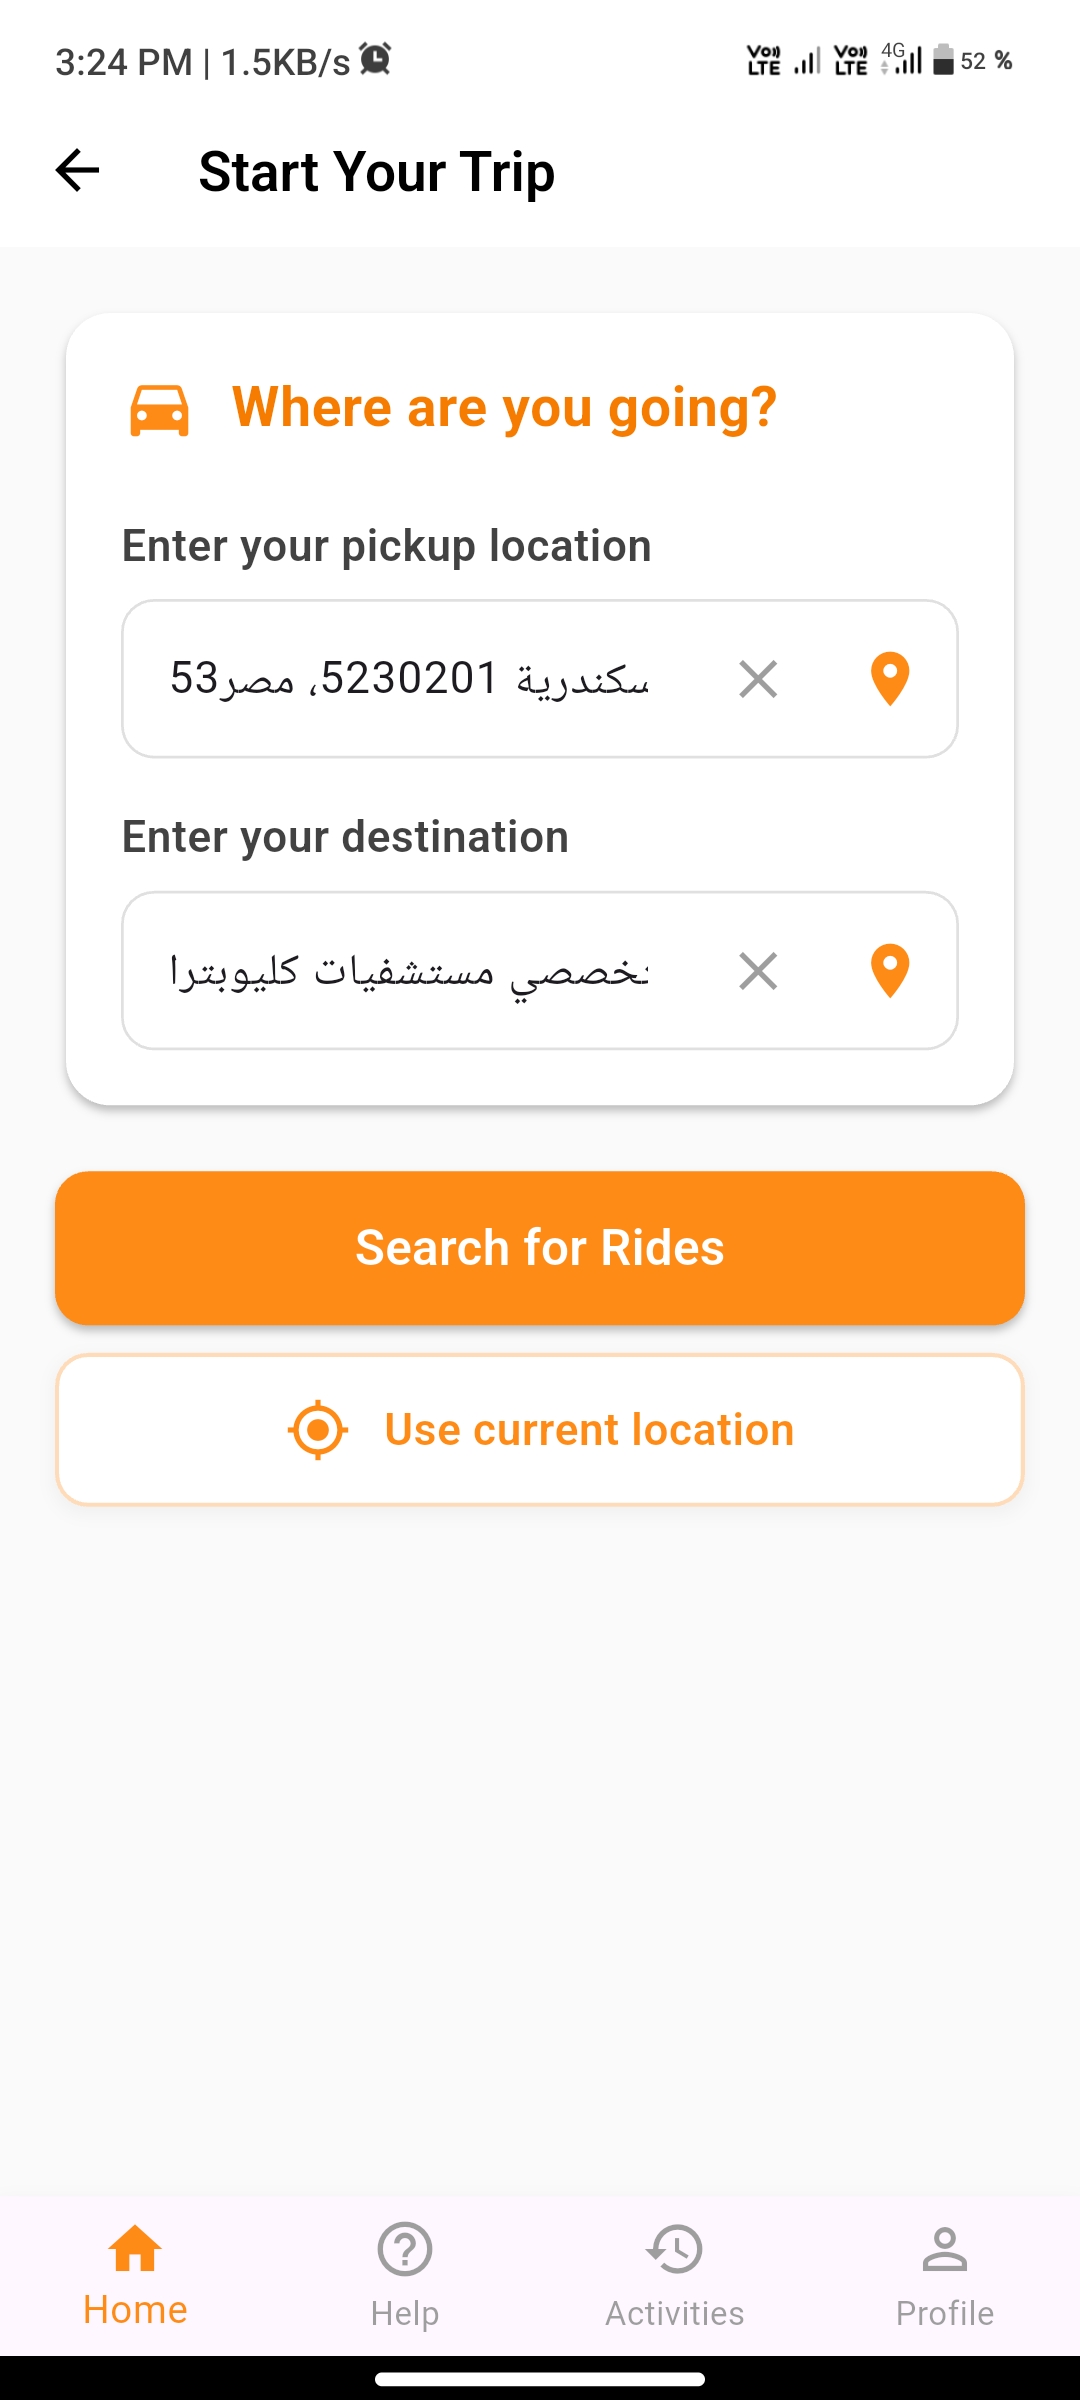 3:24 PM | 1.5KB/s
Vo)) LTE Vo)) LTE 4G 52 %
Start Your Trip
Where are you going?
Enter your pickup location
5230201، مصر53
Enter your destination
مستشفيات كليوبترا
Search for Rides
Use current location
Home
Help
Activities
Profile